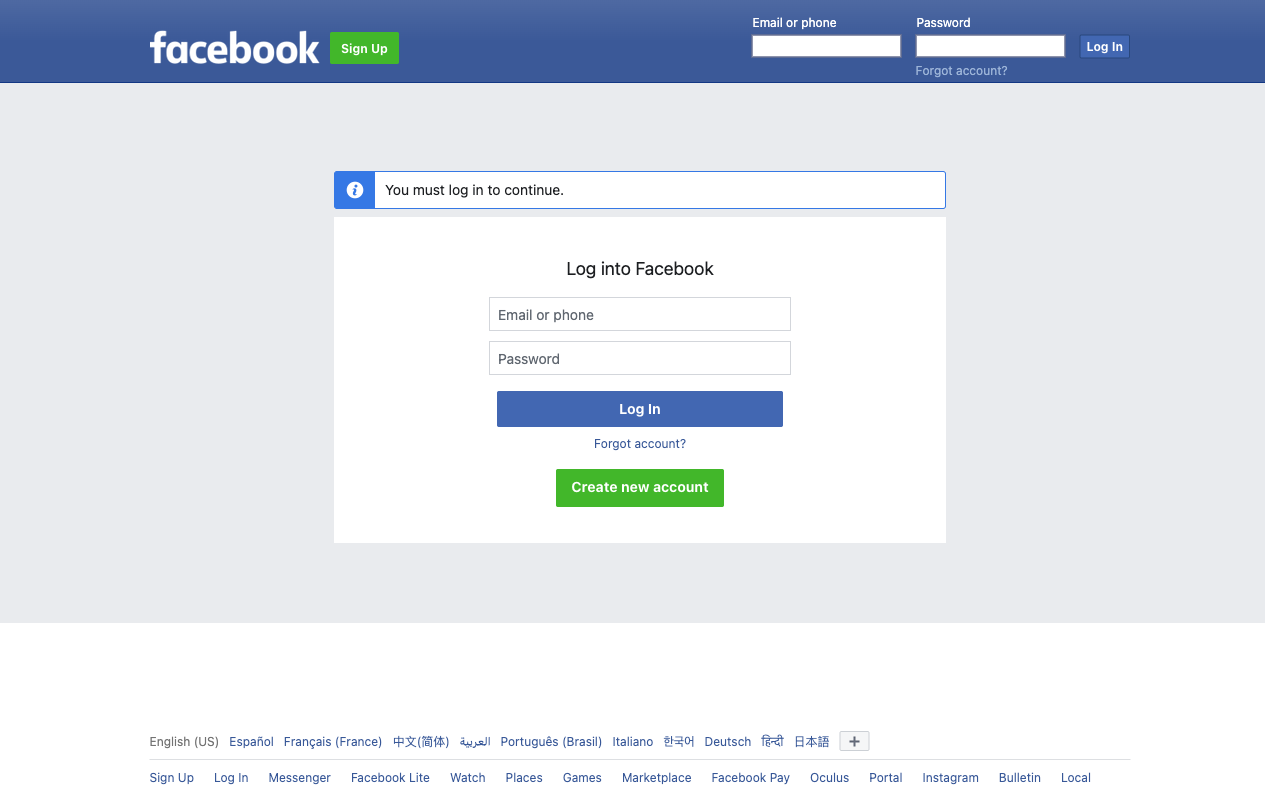 facebook
Sign Up
Email or phone
Password
Log In
Forgot account?
You must log in to continue.
Log into Facebook
Email or phone
Password
Log In
Forgot account?
Create new account
English (US) Español Français (France) 中文(简体) العربية Português (Brasil) Italiano 한국어 Deutsch हिन्दी 日本語
Sign Up Log In Messenger Facebook Lite Watch Places Games Marketplace Facebook Pay Oculus Portal Instagram Bulletin Local